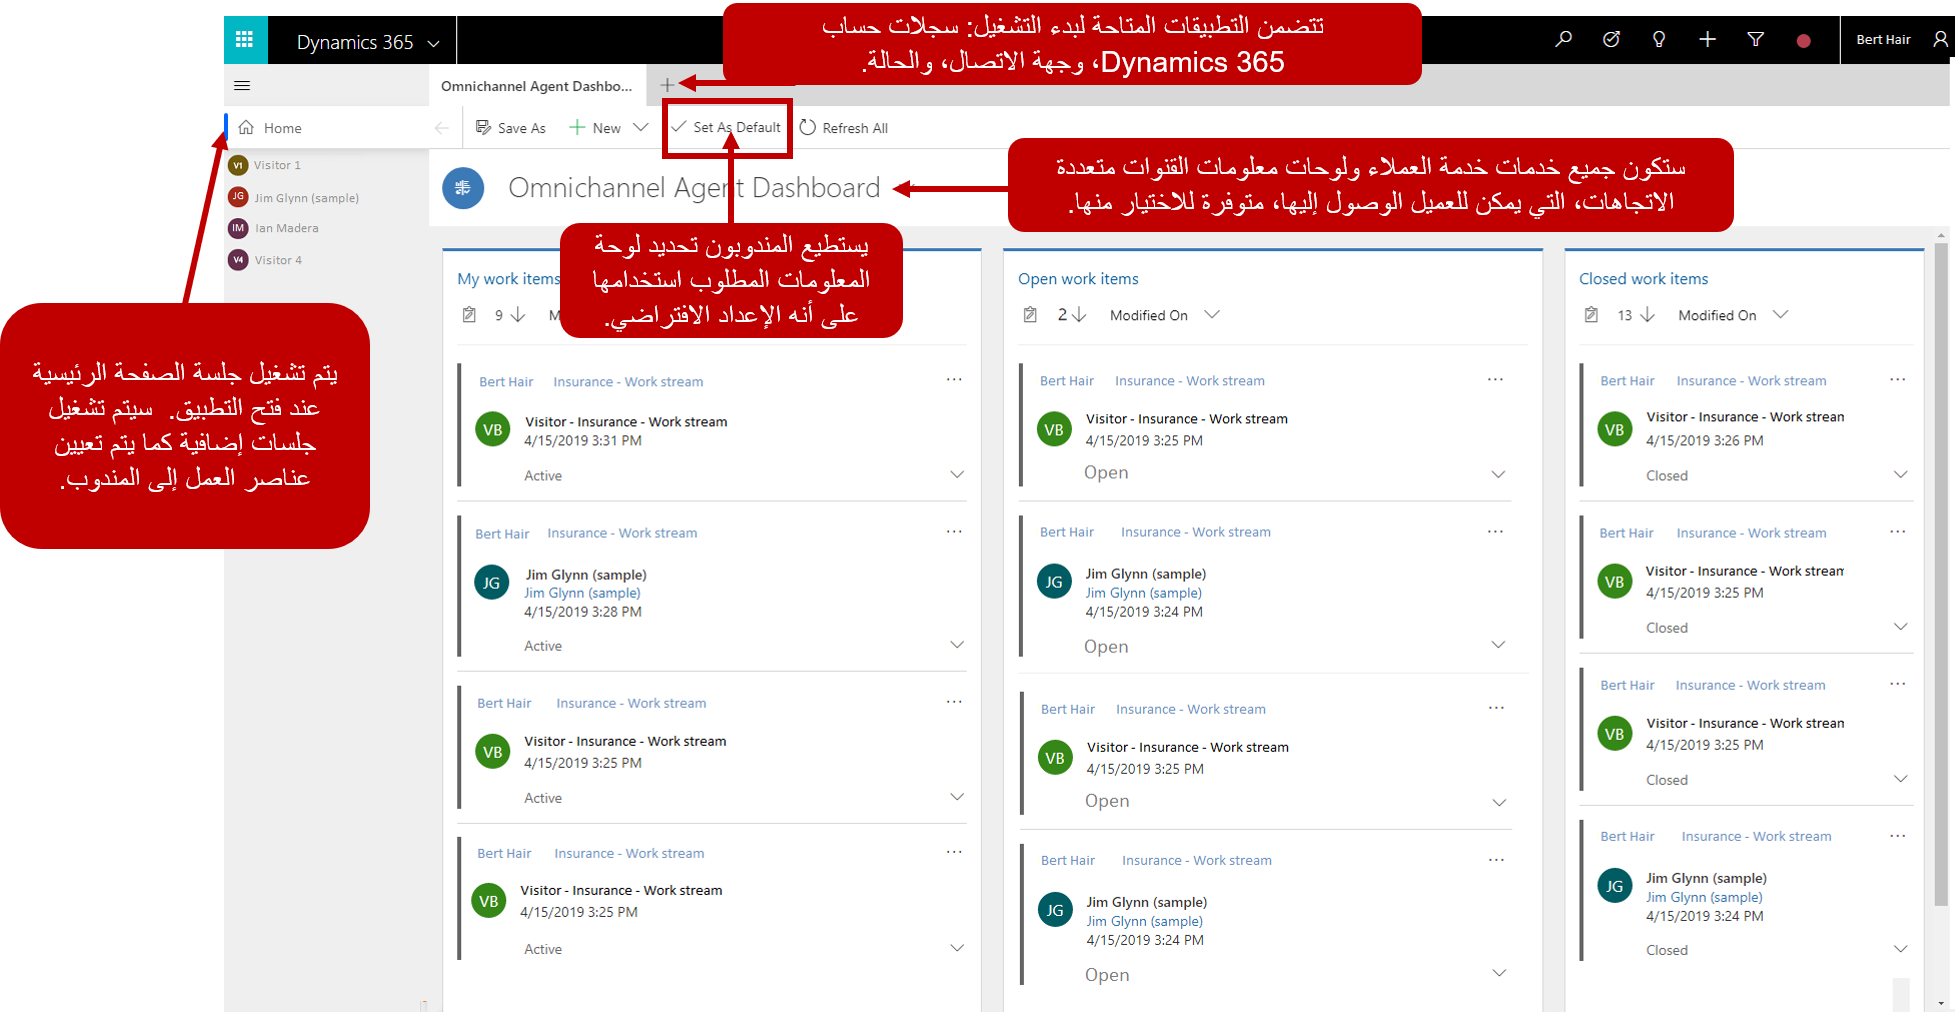 Dynamics 365
تتضمن التطبيقات المتاحة لبدء التشغيل: سجلات حساب
Dynamics 365، وجهة الاتصال، والحالة.
Bert Hair
Omnichannel Agent Dashbo...
Home
Save As
New
Set As Default
Refresh All
V1 Visitor 1
JG Jim Glynn (sample)
IM Ian Madera
V4 Visitor 4
Omnichannel Agent Dashboard
ستكون جميع خدمات خدمة العملاء ولوحات معلومات القنوات متعددة
الاتجاهات، التي يمكن للعميل الوصول إليها، متوفرة للاختيار منها.
يستطيع المندوبون تحديد لوحة
المعلومات المطلوب استخدامها
على أنه الإعداد الافتراضي.
يتم تشغيل جلسة الصفحة الرئيسية
عند فتح التطبيق. سيتم تشغيل
جلسات إضافية كما يتم تعيين
عناصر العمل إلى المندوب.
My work items
9 M
Bert Hair Insurance - Work stream
VB
Visitor - Insurance - Work stream
4/15/2019 3:31 PM
Active
Bert Hair Insurance - Work stream
JG
Jim Glynn (sample)
Jim Glynn (sample)
4/15/2019 3:28 PM
Active
Bert Hair Insurance - Work stream
VB
Visitor - Insurance - Work stream
4/15/2019 3:25 PM
Active
Bert Hair Insurance - Work stream
VB
Visitor - Insurance - Work stream
4/15/2019 3:25 PM
Active
Open work items
2 Modified On
Bert Hair Insurance - Work stream
VB
Visitor - Insurance - Work stream
4/15/2019 3:25 PM
Open
Bert Hair Insurance - Work stream
JG
Jim Glynn (sample)
Jim Glynn (sample)
4/15/2019 3:24 PM
Open
Bert Hair Insurance - Work stream
VB
Visitor - Insurance - Work stream
4/15/2019 3:25 PM
Open
Bert Hair Insurance - Work stream
JG
Jim Glynn (sample)
Jim Glynn (sample)
4/15/2019 3:24 PM
Open
Closed work items
13 Modified On
Bert Hair Insurance - Work stream
VB
Visitor - Insurance - Work strean
4/15/2019 3:26 PM
Closed
Bert Hair Insurance - Work stream
VB
Visitor - Insurance - Work strean
4/15/2019 3:25 PM
Closed
Bert Hair Insurance - Work stream
VB
Visitor - Insurance - Work strean
4/15/2019 3:25 PM
Closed
Bert Hair Insurance - Work stream
JG
Jim Glynn (sample)
Jim Glynn (sample)
4/15/2019 3:24 PM
Closed